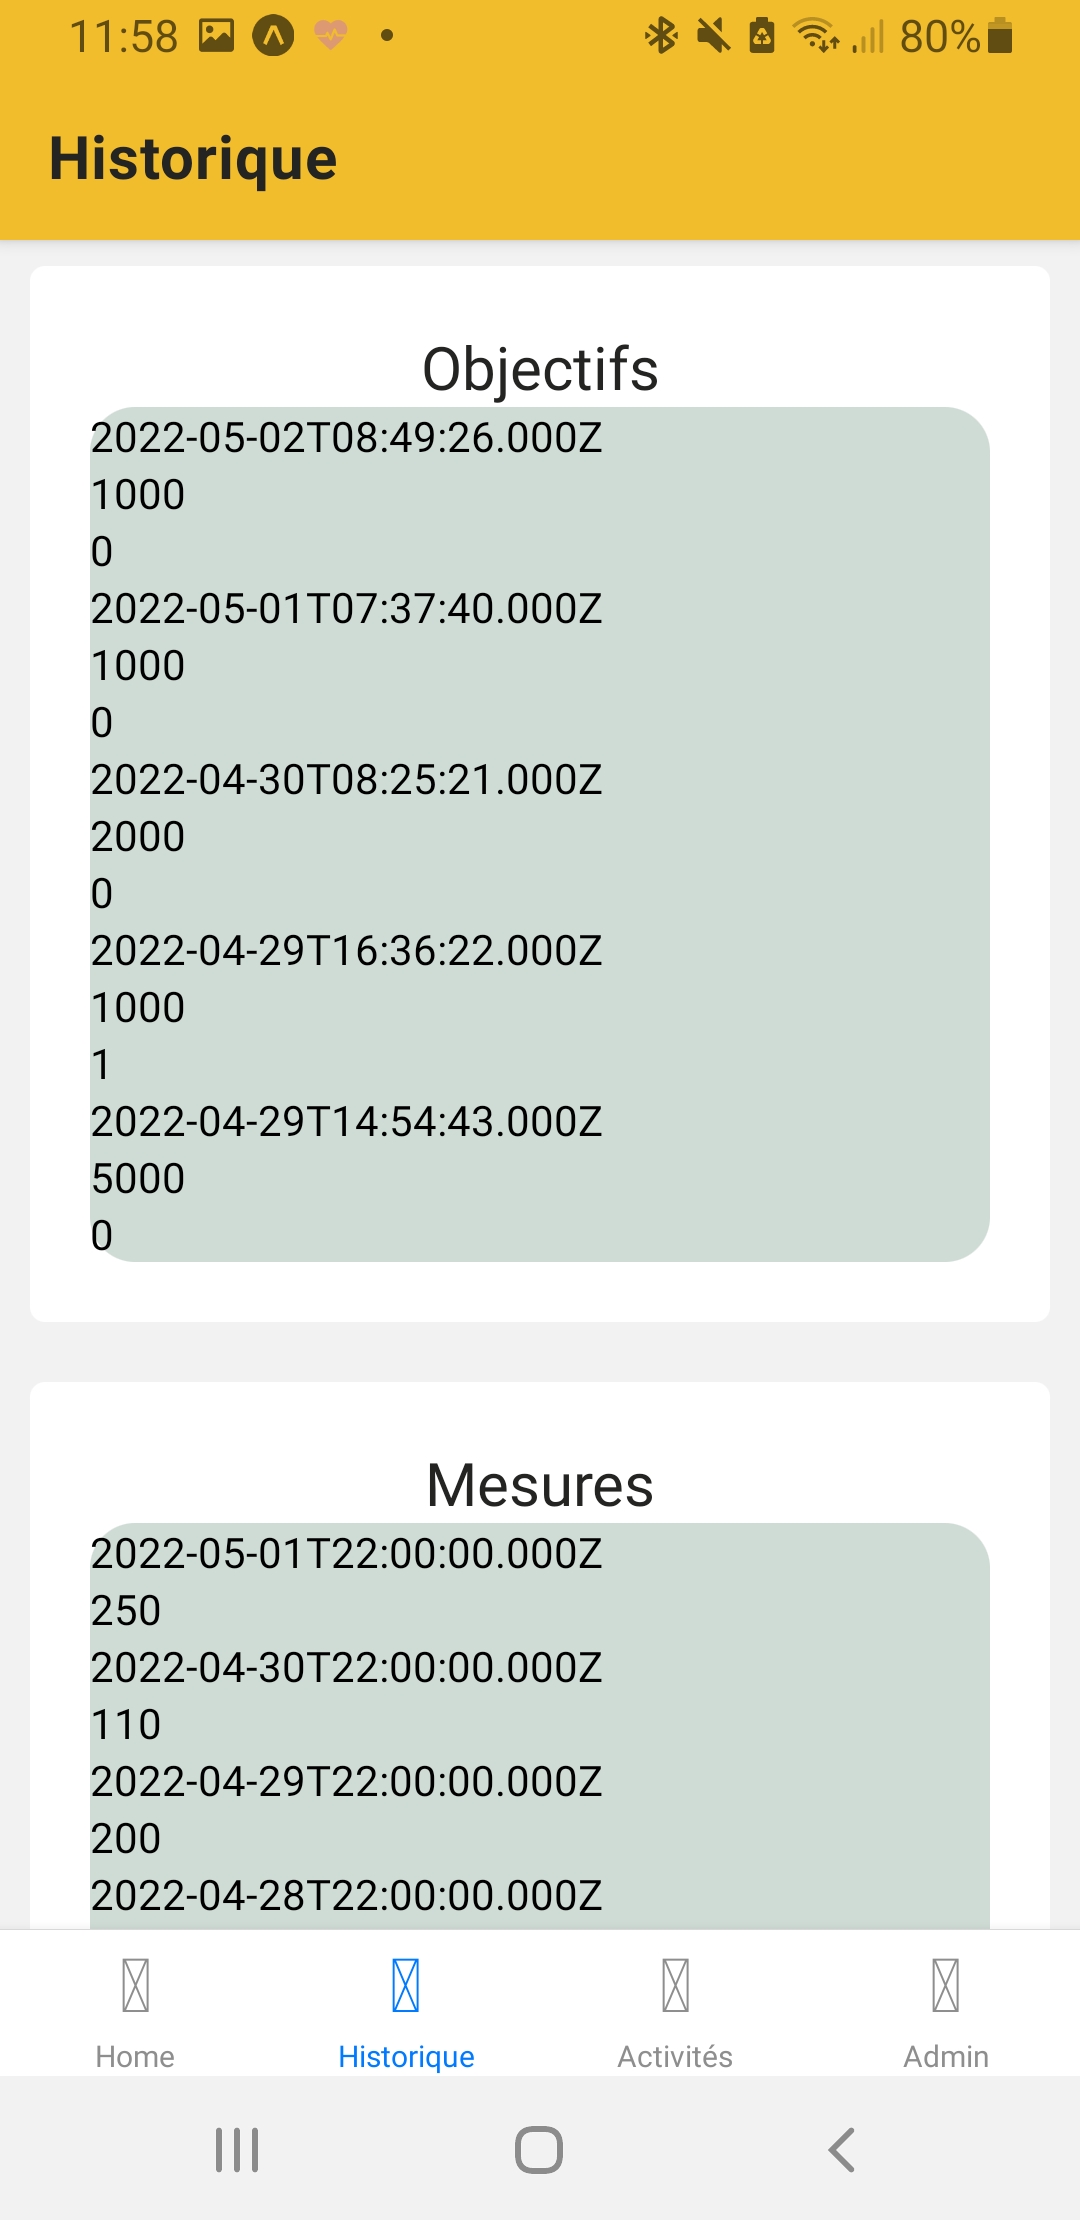 11:58
80%
Historique
Objectifs
2022-05-02T08:49:26.000Z
1000
0
2022-05-01T07:37:40.000Z
1000
0
2022-04-30T08:25:21.000Z
2000
0
2022-04-29T16:36:22.000Z
1000
1
2022-04-29T14:54:43.000Z
5000
0
Mesures
2022-05-01T22:00:00.000Z
250
2022-04-30T22:00:00.000Z
110
2022-04-29T22:00:00.000Z
200
2022-04-28T22:00:00.000Z
Home
Historique
Activités
Admin